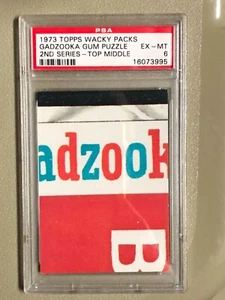 PSA
1973 TOPPS WACKY PACKS
GADZOOKA GUM PUZZLE EX-MT
2ND SERIES - TOP MIDDLE 6
16073995
adzook
B